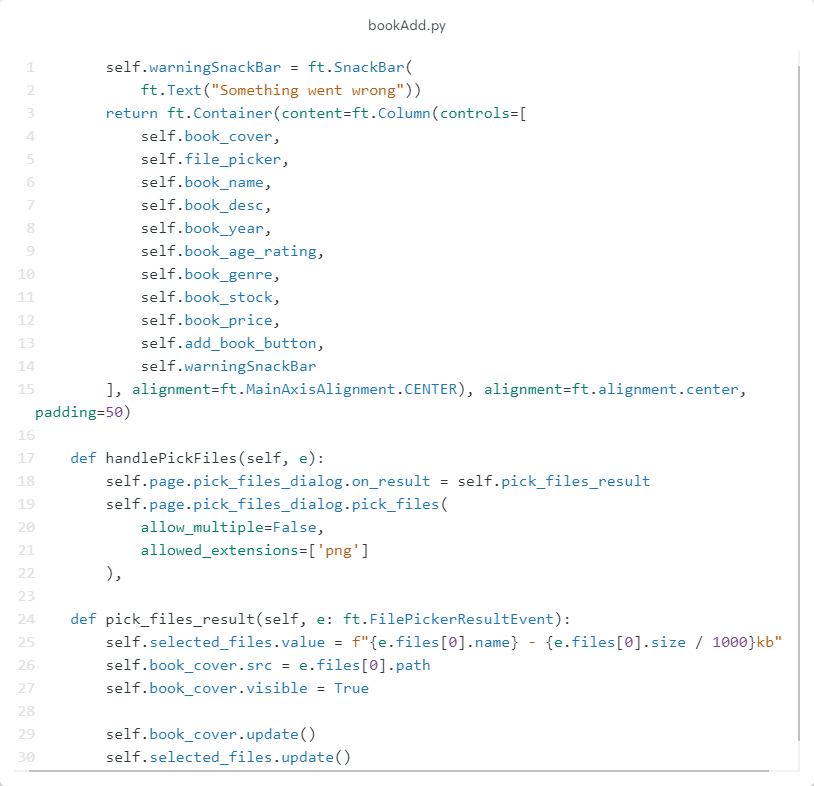 bookAdd.py
1        self.warningSnackBar = ft.SnackBar(
2            ft.Text("Something went wrong"))
3        return ft.Container(content=ft.Column(controls=[
4            self.book_cover,
5            self.file_picker,
6            self.book_name,
7            self.book_desc,
8            self.book_year,
9            self.book_age_rating,
10            self.book_genre,
11            self.book_stock,
12            self.book_price,
13            self.add_book_button,
14            self.warningSnackBar
15        ], alignment=ft.MainAxisAlignment.CENTER), alignment=ft.alignment.center,
padding=50)
16
17    def handlePickFiles(self, e):
18        self.page.pick_files_dialog.on_result = self.pick_files_result
19        self.page.pick_files_dialog.pick_files(
20            allow_multiple=False,
21            allowed_extensions=['png']
22        ),
23
24    def pick_files_result(self, e: ft.FilePickerResultEvent):
25        self.selected_files.value = f"{e.files[0].name} - {e.files[0].size / 1000}kb"
26        self.book_cover.src = e.files[0].path
27        self.book_cover.visible = True
28
29        self.book_cover.update()
30        self.selected_files.update()